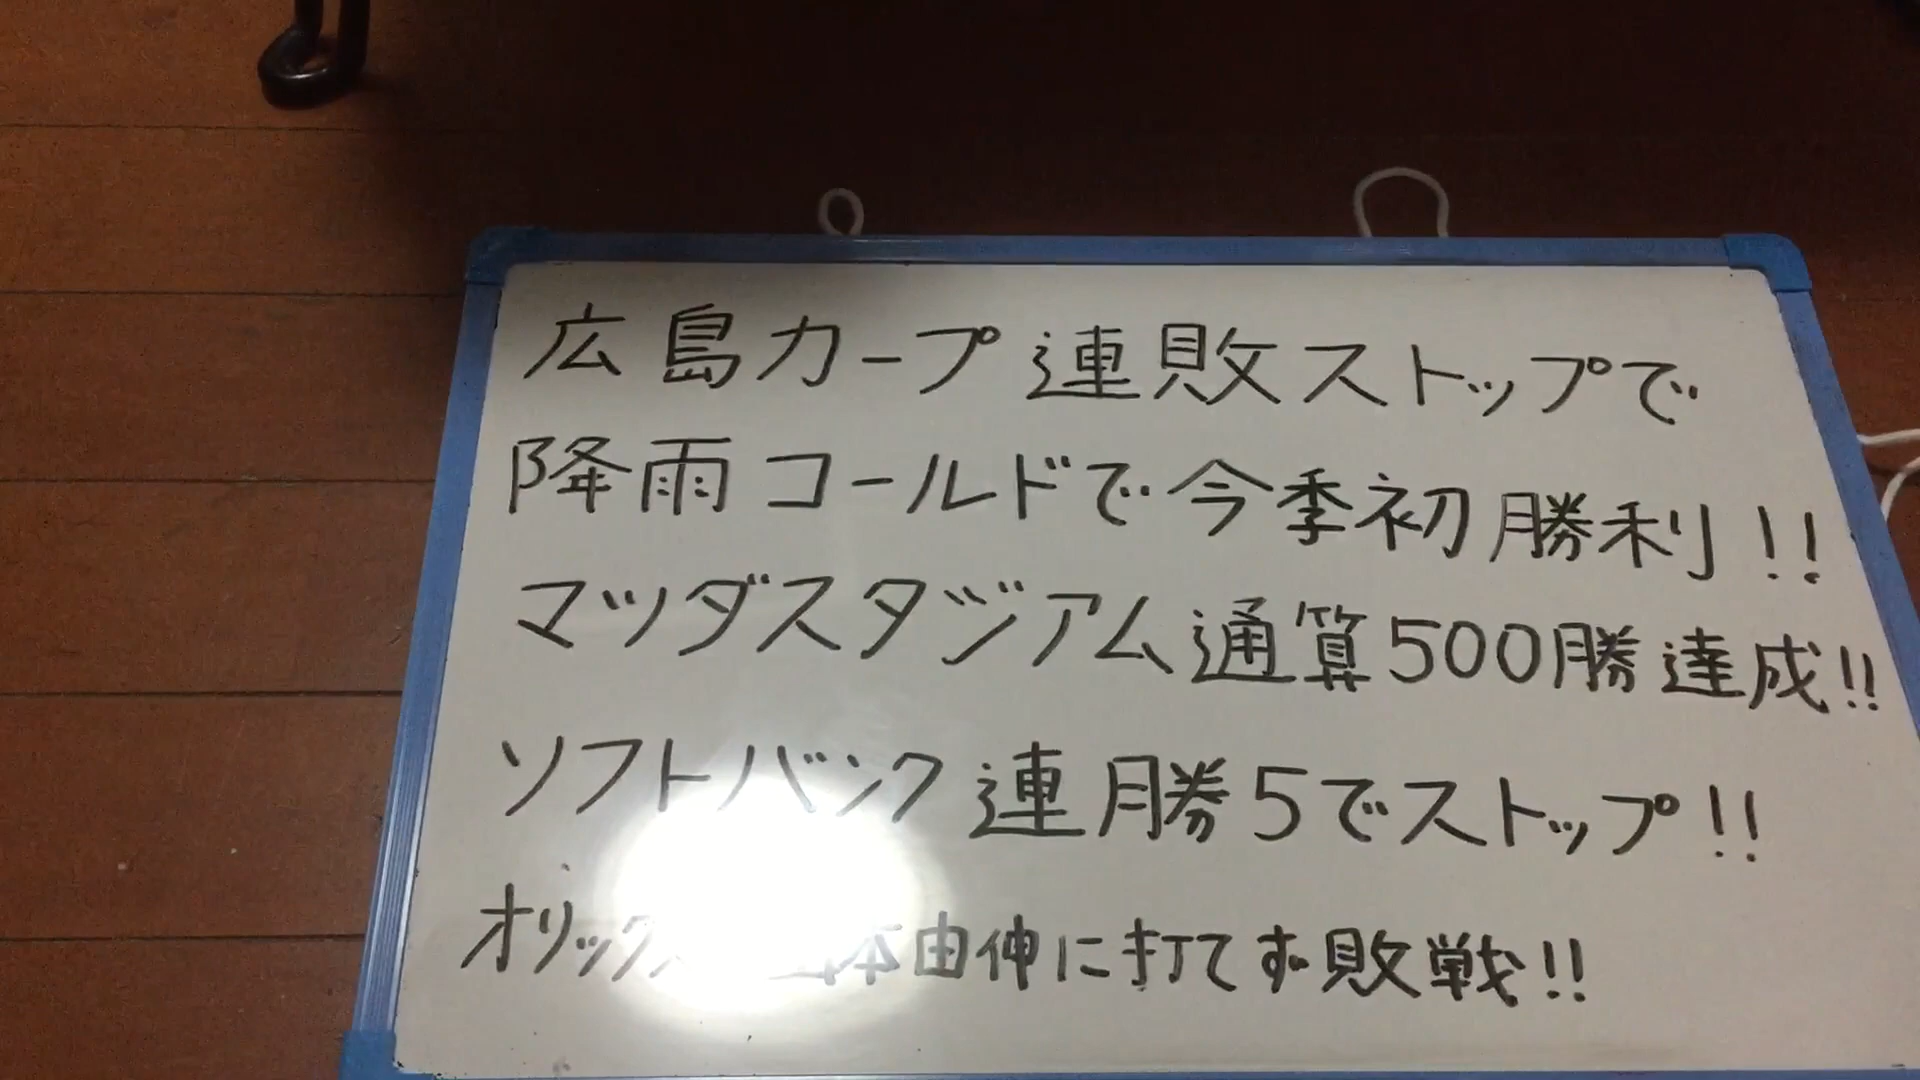 広島カープ連敗ストップで
降雨コールドで今季初勝利!!
マツダスタジアム通算500勝達成!!
ソフトバンク連勝5でストップ!!
オリックス 山本由伸に打てず敗戦!!